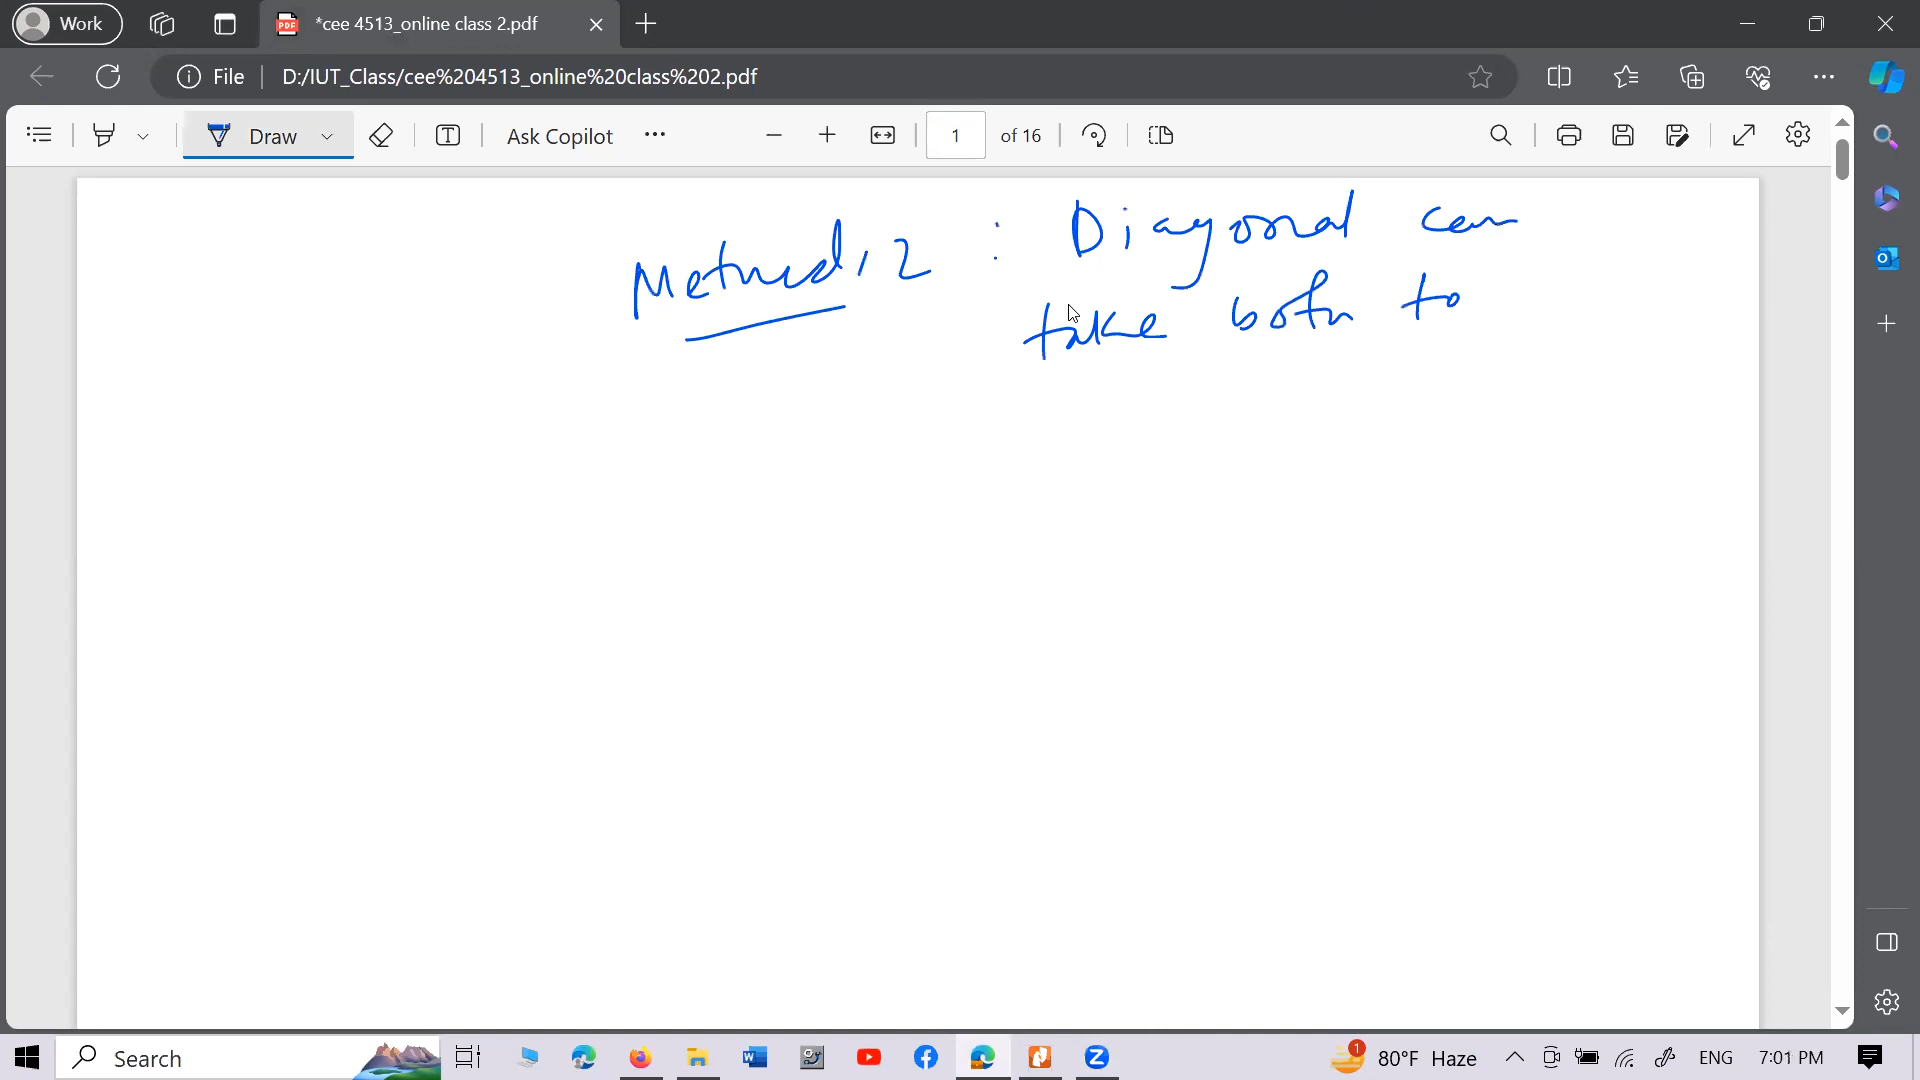 Work
*cee 4513_online class 2.pdf
File
D:/IUT_Class/cee%204513_online%20class%202.pdf
Draw
Ask Copilot
1
of 16
Method, 2 : Diagonal can
take both to
Search
1
80°F Haze
ENG
7:01 PM